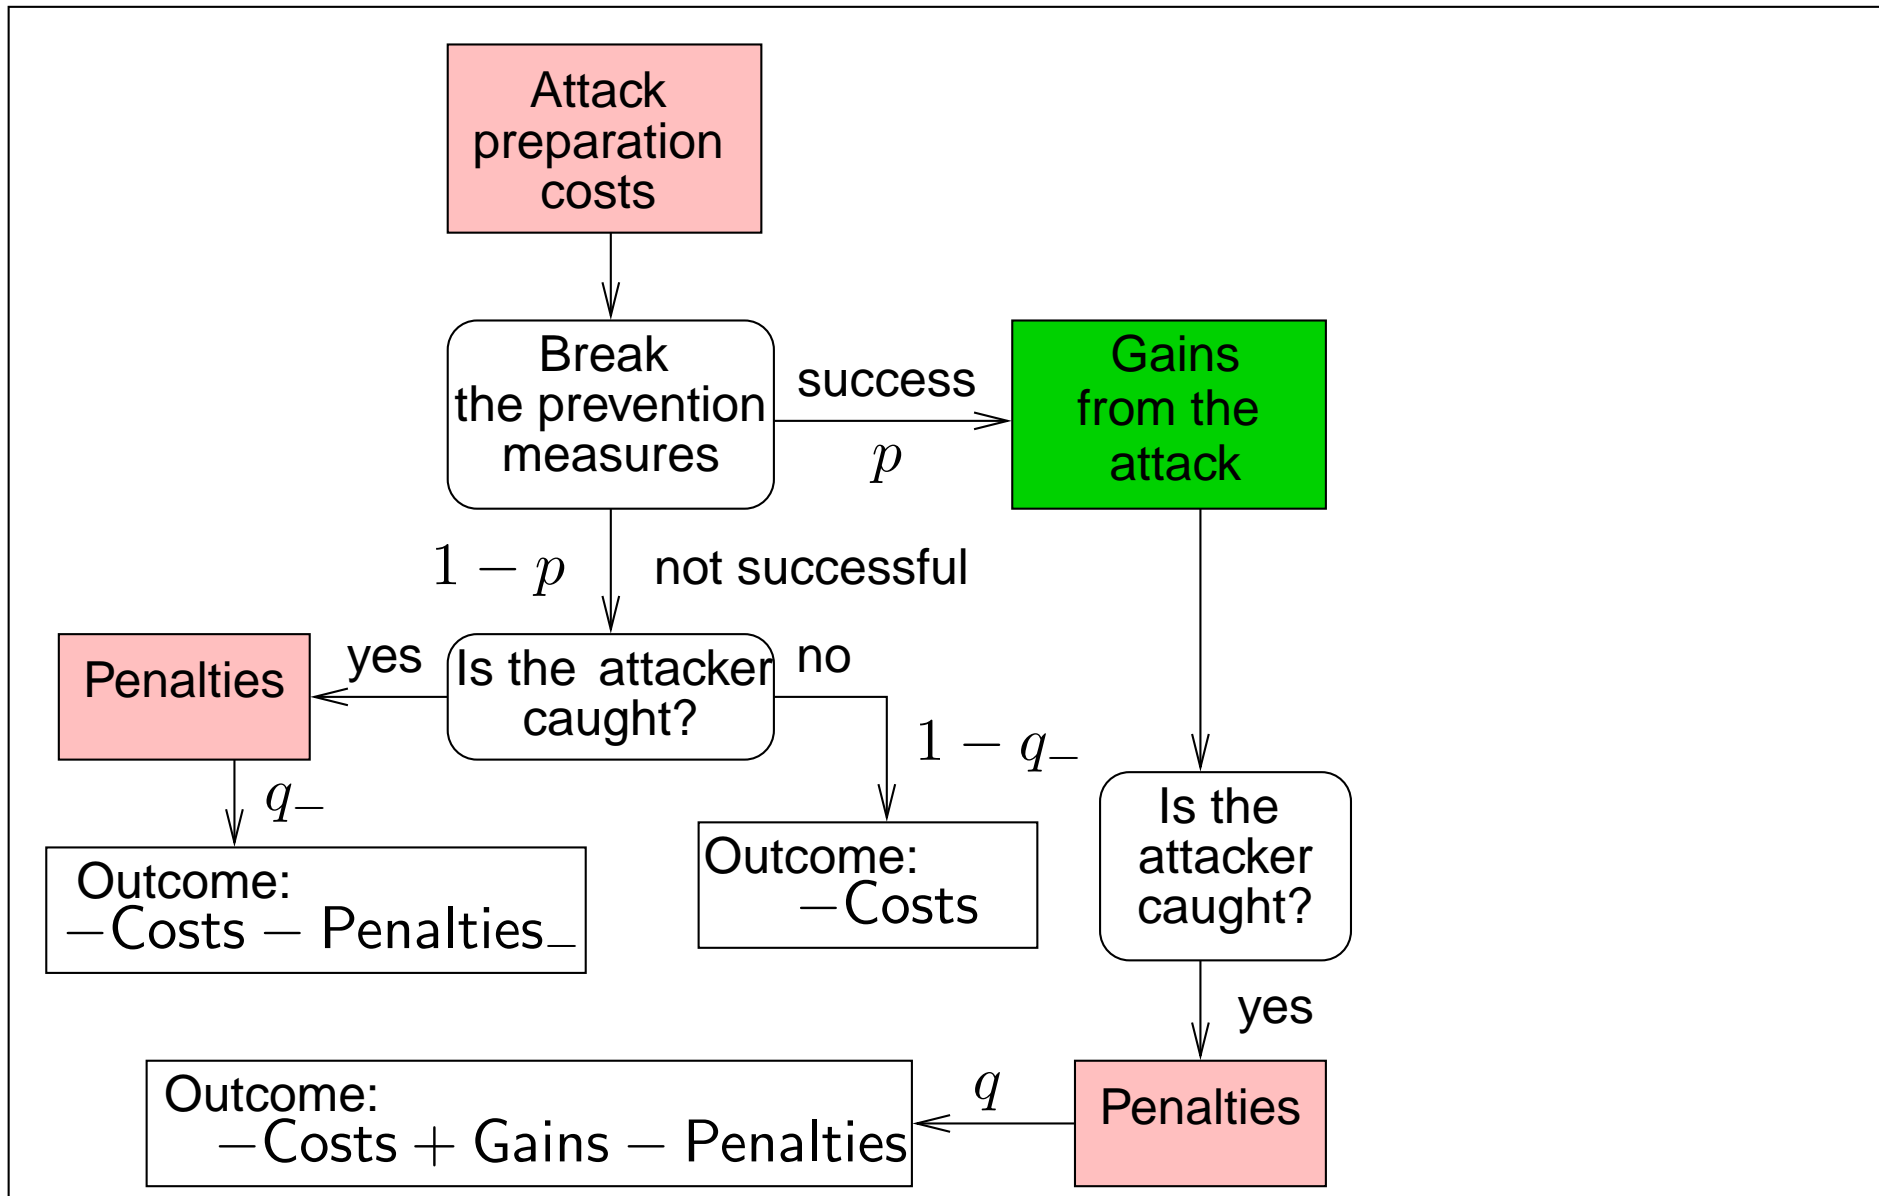 Attack
preparation
costs
Break
the prevention
measures
success
p
Gains
from the
attack
1 − p
not successful
Penalties
yes
Is the attacker
caught?
no
1 − q₋
q₋
Outcome:
−Costs − Penalties₋
Outcome:
−Costs
Is the
attacker
caught?
yes
Outcome:
−Costs + Gains − Penalties
q
Penalties